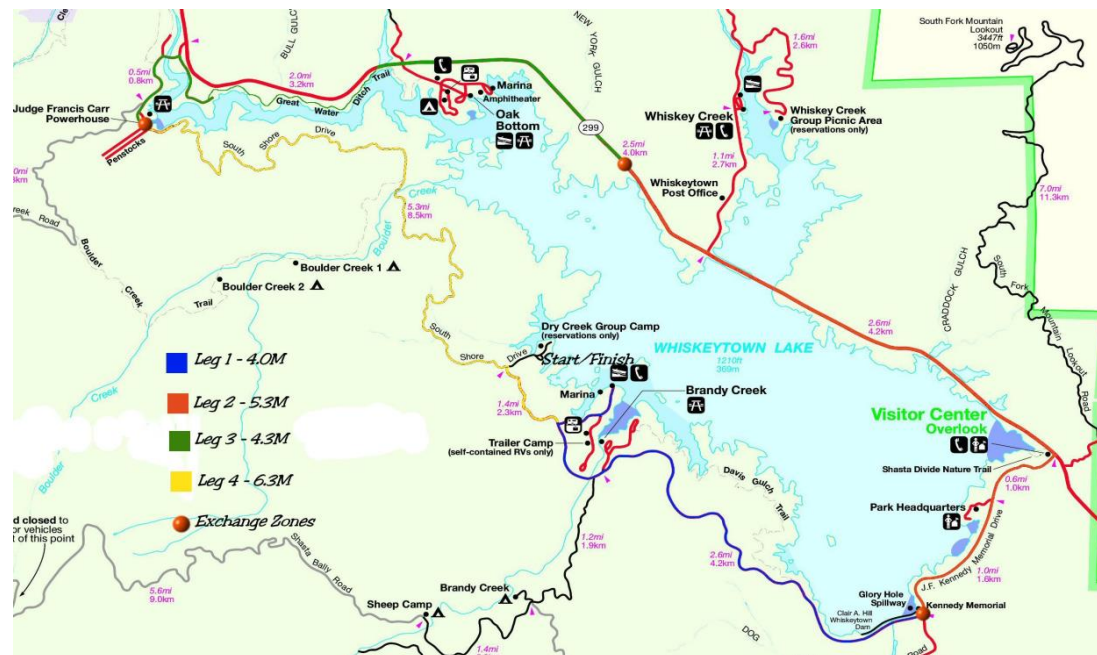 South Fork Mountain
Lookout
3447ft
1050m
BULL GULCH
NEW YORK
GULCH
1.6mi
2.6km
0.5mi
0.8km
2.0mi
3.2km
Marina
Amphitheater
Great Water Ditch Trail
Judge Francis Carr
Powerhouse
Oak
Bottom
Whiskey Creek
Whiskey Creek
Group Picnic Area
(reservations only)
299
Penstocks
South Shore Drive
2.5mi
4.0km
1.1mi
2.7km
Whiskeytown
Post Office
7.0mi
11.3km
Creek
5.3mi
8.5km
Boulder
Road
Boulder
Creek
Trail
Boulder Creek 1
Boulder Creek 2
CRADDOCK GULCH
South Fork Mountain Lookout Road
2.6mi
4.2km
South Shore Drive
Dry Creek Group Camp
(reservations only)
Start/Finish
WHISKEYTOWN LAKE
1210ft
369m
Leg 1 - 4.0M
Leg 2 - 5.3M
Leg 3 - 4.3M
Leg 4 - 6.3M
Exchange Zones
Creek
Boulder
Marina
Brandy Creek
1.4mi
2.3km
Trailer Camp
(self-contained RVs only)
Visitor Center
Overlook
Shasta Divide Nature Trail
0.6mi
1.0km
Davis Gulch
Trail
Park Headquarters
J.F. Kennedy Memorial Drive
1.0mi
1.6km
d closed to
or vehicles
t of this point
1.2mi
1.9km
2.6mi
4.2km
Shasta Bally Road
5.6mi
9.0km
Brandy Creek
Sheep Camp
Glory Hole
Spillway
Kennedy Memorial
Clair A. Hill
Whiskeytown
Dam
DOG
Road
1.4mi